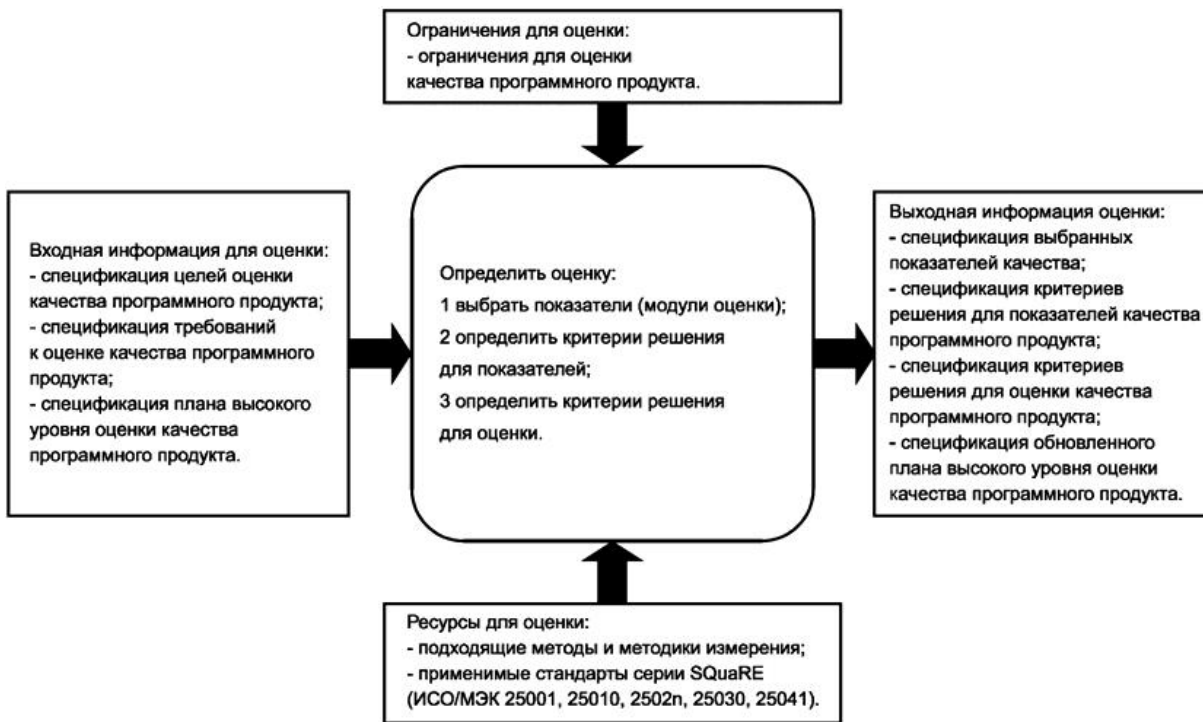 Ограничения для оценки:
- ограничения для оценки
качества программного продукта.
Входная информация для оценки:
- спецификация целей оценки
качества программного продукта;
- спецификация требований
к оценке качества программного
продукта;
- спецификация плана высокого
уровня оценки качества
программного продукта.
Определить оценку:
1 выбрать показатели (модули оценки);
2 определить критерии решения
для показателей;
3 определить критерии решения
для оценки.
Выходная информация оценки:
- спецификация выбранных
показателей качества;
- спецификация критериев
решения для показателей качества
программного продукта;
- спецификация критериев
решения для оценки качества
программного продукта;
- спецификация обновленного
плана высокого уровня оценки
качества программного продукта.
Ресурсы для оценки:
- подходящие методы и методики измерения;
- применимые стандарты серии SQuaRE
(ИСО/МЭК 25001, 25010, 2502n, 25030, 25041).